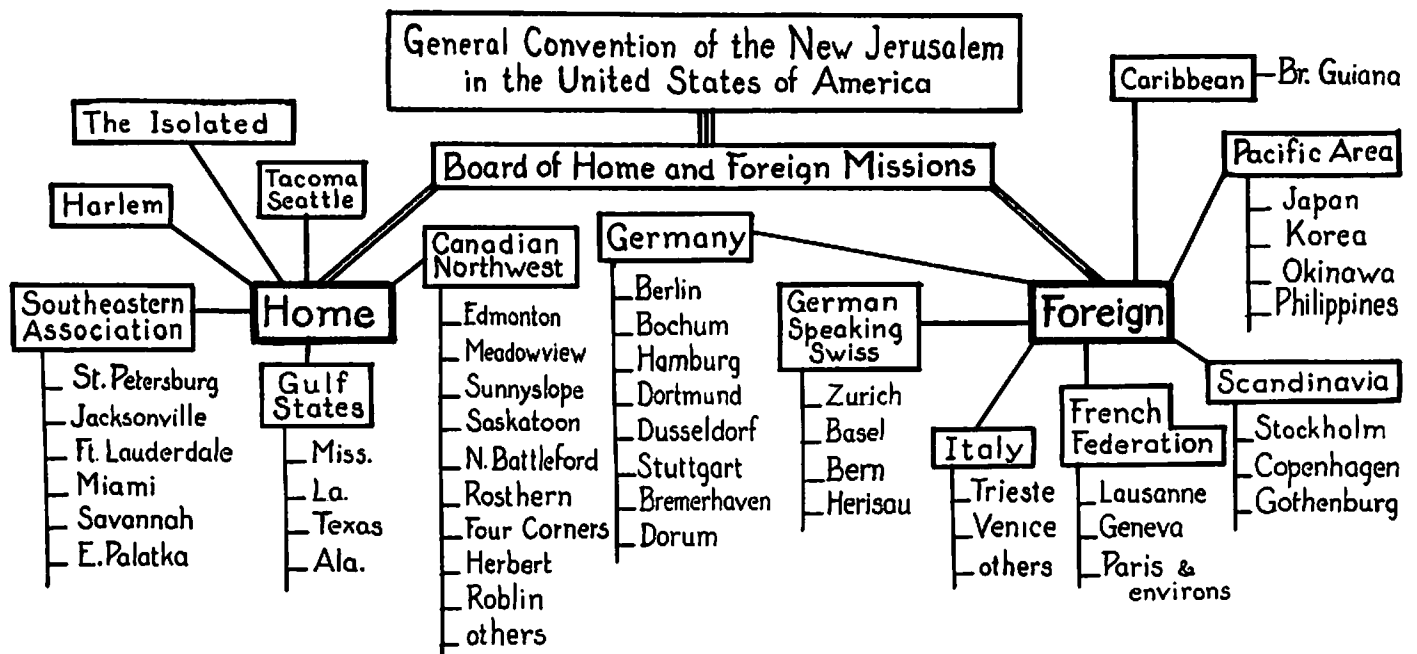 General Convention of the New Jerusalem
in the United States of America
Board of Home and Foreign Missions
The Isolated
Harlem
Tacoma
Seattle
Home
Southeastern
Association
St. Petersburg
Jacksonville
Ft. Lauderdale
Miami
Savannah
E. Palatka
Gulf
States
Miss.
La.
Texas
Ala.
Canadian
Northwest
Edmonton
Meadowview
Sunnyslope
Saskatoon
N. Battleford
Rosthern
Four Corners
Herbert
Roblin
others
Foreign
Germany
Berlin
Bochum
Hamburg
Dortmund
Dusseldorf
Stuttgart
Bremerhaven
Dorum
German
Speaking
Swiss
Zurich
Basel
Bern
Herisau
Italy
Trieste
Venice
others
French
Federation
Lausanne
Geneva
Paris &
environs
Scandinavia
Stockholm
Copenhagen
Gothenburg
Caribbean
Br. Guiana
Pacific Area
Japan
Korea
Okinawa
Philippines